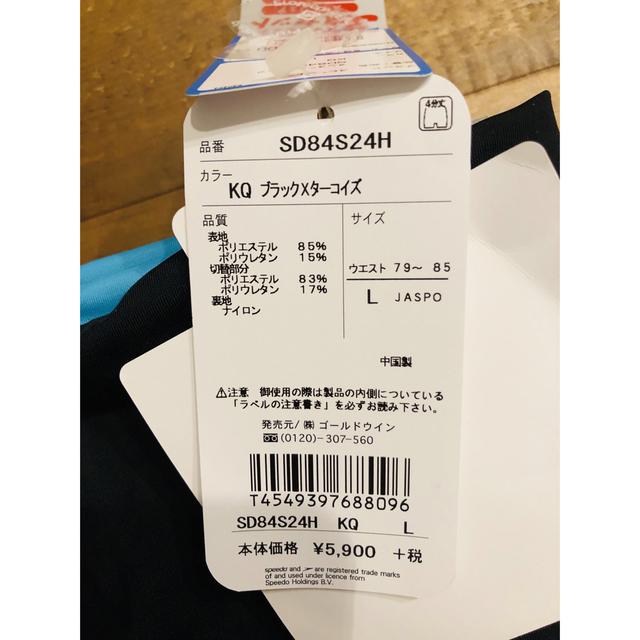 4分丈
品番 SD84S24H
カラー
KQ ブラックXターコイズ
品質
サイズ
表地
ポリエステル 85%
ポリウレタン 15%
切替部分
ポリエステル 83%
ポリウレタン 17%
裏地
ナイロン
ウエスト 79〜 85
L JASPO
中国製
⚠注意 御使用の際は製品の内側についている
「ラベルの注意書き」を必ずお読み下さい。
発売元/㈱ゴールドウイン
(0120)-307-560
T4549397688096
SD84S24H KQ L
本体価格 ¥5,900 +税
speedo and are registered trade marks
of and used under licence from
Speedo Holdings B.V.